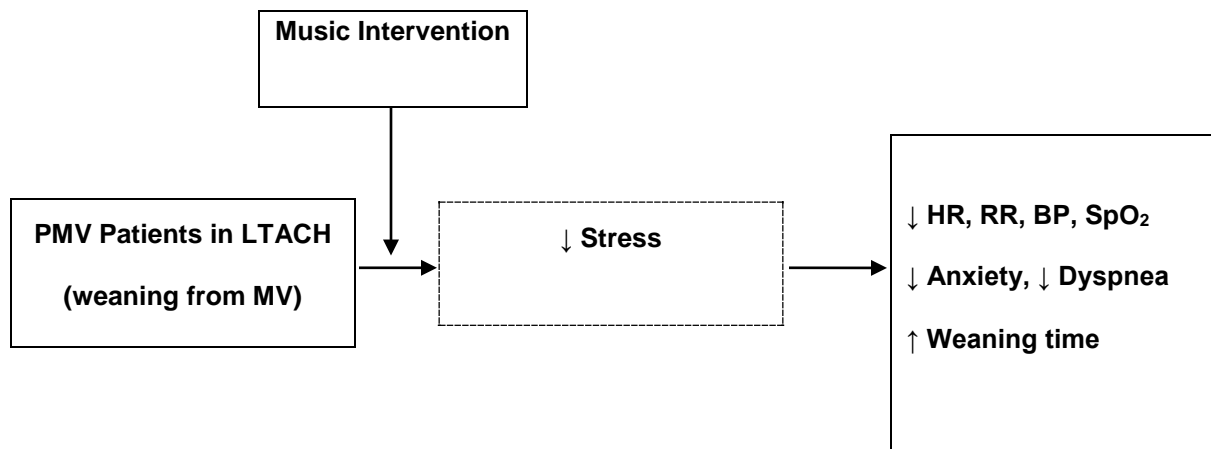 Music Intervention
PMV Patients in LTACH
(weaning from MV)
↓ Stress
↓ HR, RR, BP, SpO₂
↓ Anxiety, ↓ Dyspnea
↑ Weaning time